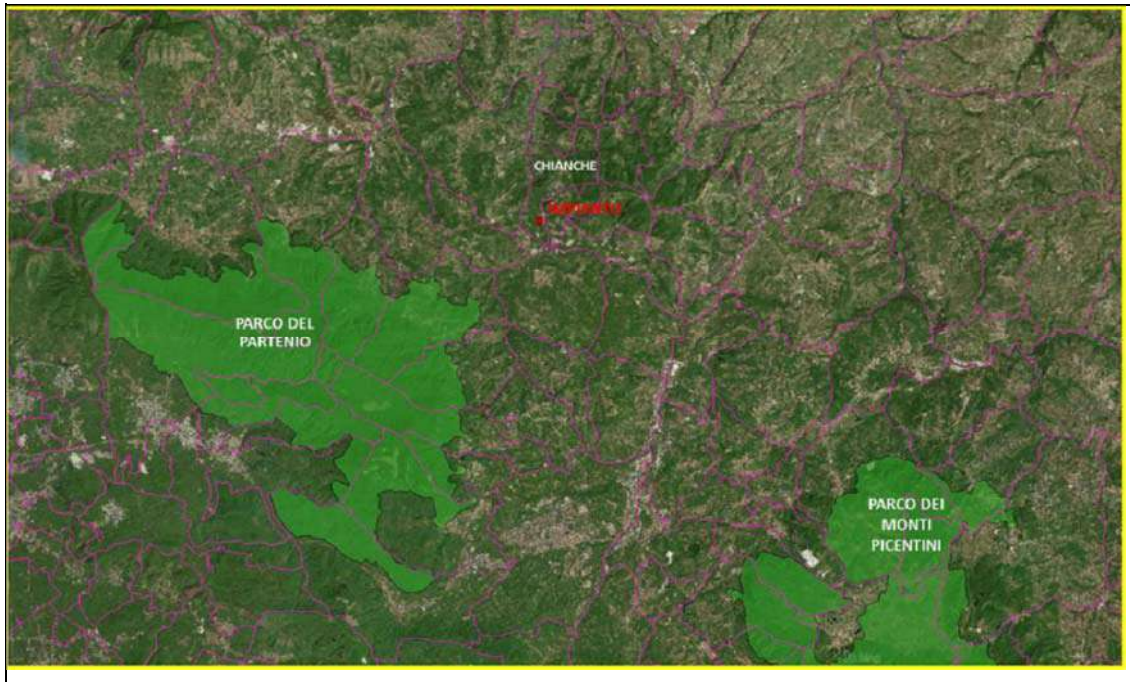 CHIANCHE
PARCO DEL
PARTENIO
PARCO DEI
MONTI
PICENTINI